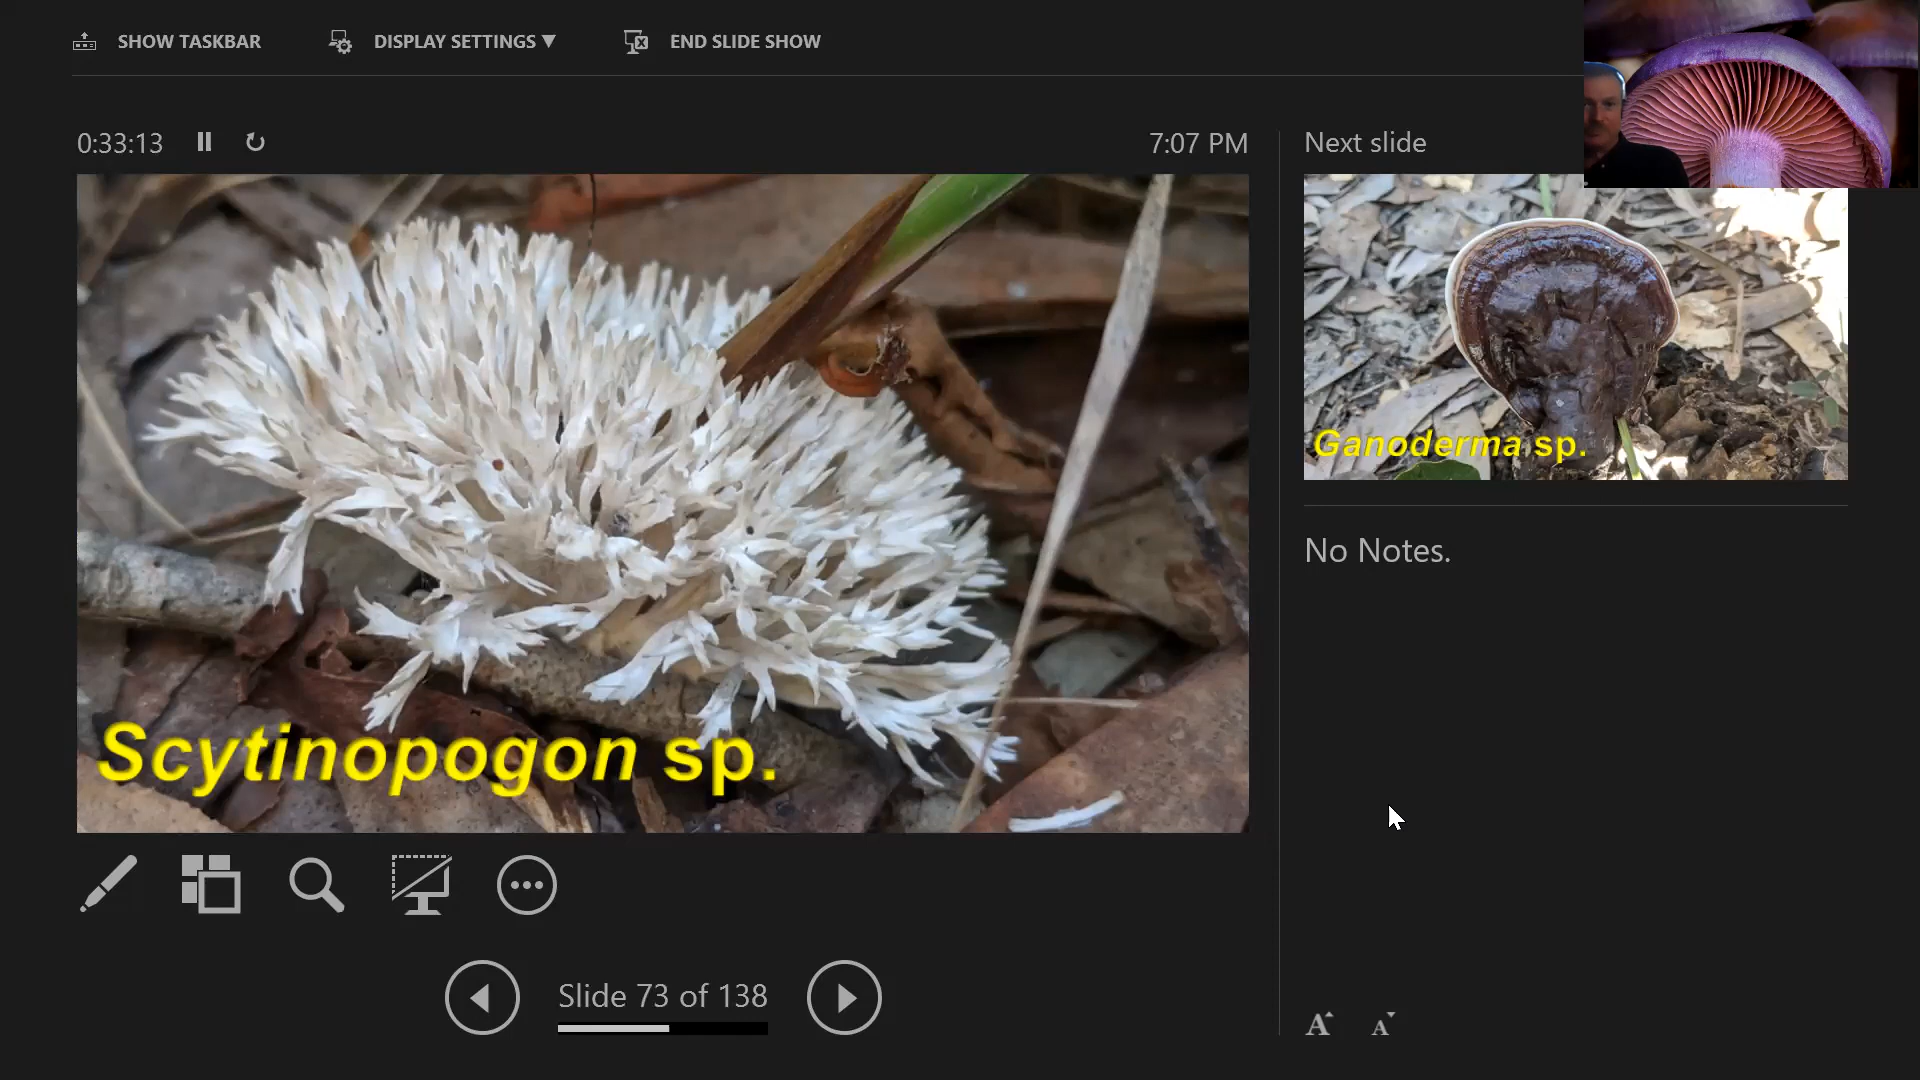 SHOW TASKBAR
DISPLAY SETTINGS ▼
END SLIDE SHOW
0:33:13
7:07 PM
Next slide
Scytinopogon sp.
Ganoderma sp.
No Notes.
Slide 73 of 138
A A